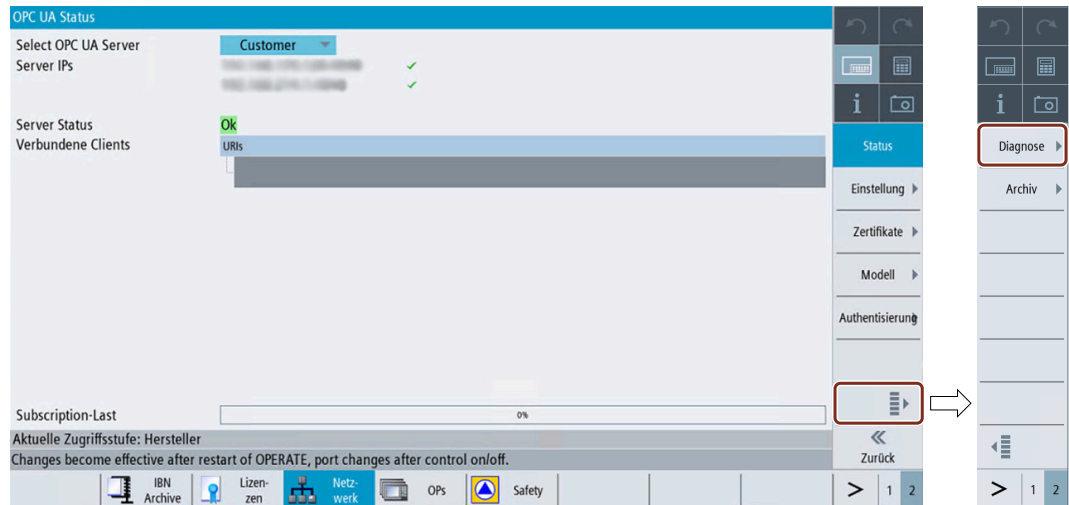 OPC UA Status
Select OPC UA Server
Customer
Server IPs
Server Status
Ok
Verbundene Clients
URIs
Subscription-Last
0%
Aktuelle Zugriffsstufe: Hersteller
Changes become effective after restart of OPERATE, port changes after control on/off.
IBN
Archive
Lizen-
zen
Netz-
werk
OPs
Safety
i
Status
Einstellung
Zertifikate
Modell
Authentisierung
Zurück
> 1 2
i
Diagnose
Archiv
> 1 2